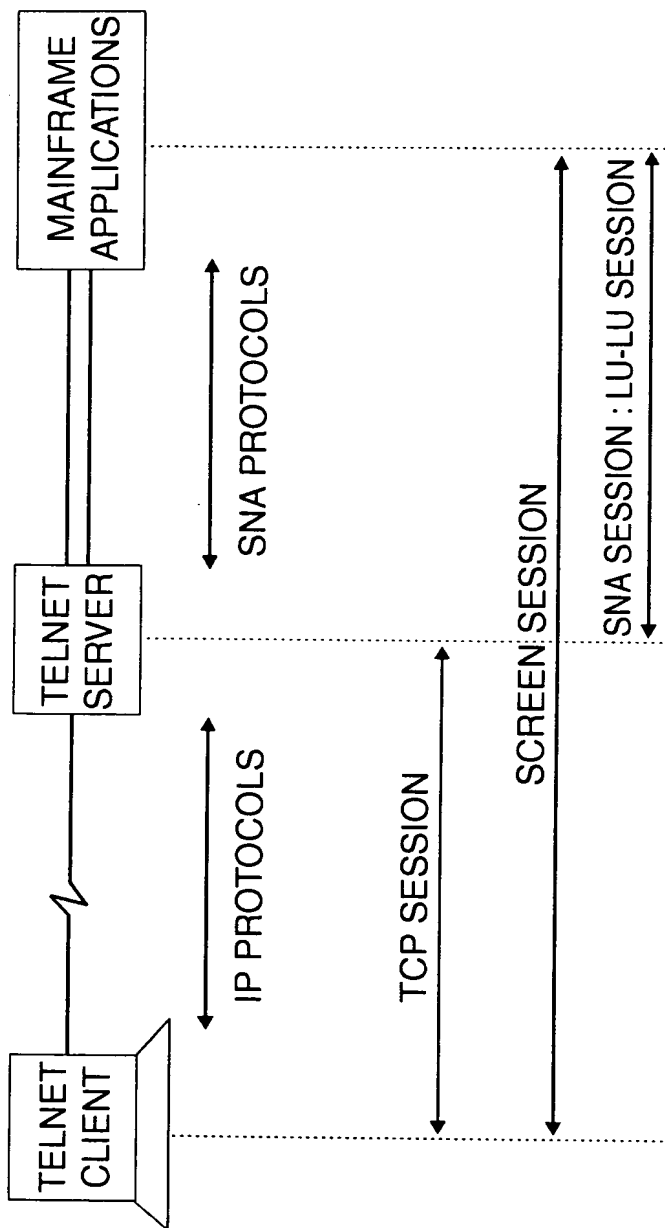 TELNET
CLIENT
TELNET
SERVER
MAINFRAME
APPLICATIONS
IP PROTOCOLS
SNA PROTOCOLS
TCP SESSION
SCREEN SESSION
SNA SESSION : LU-LU SESSION